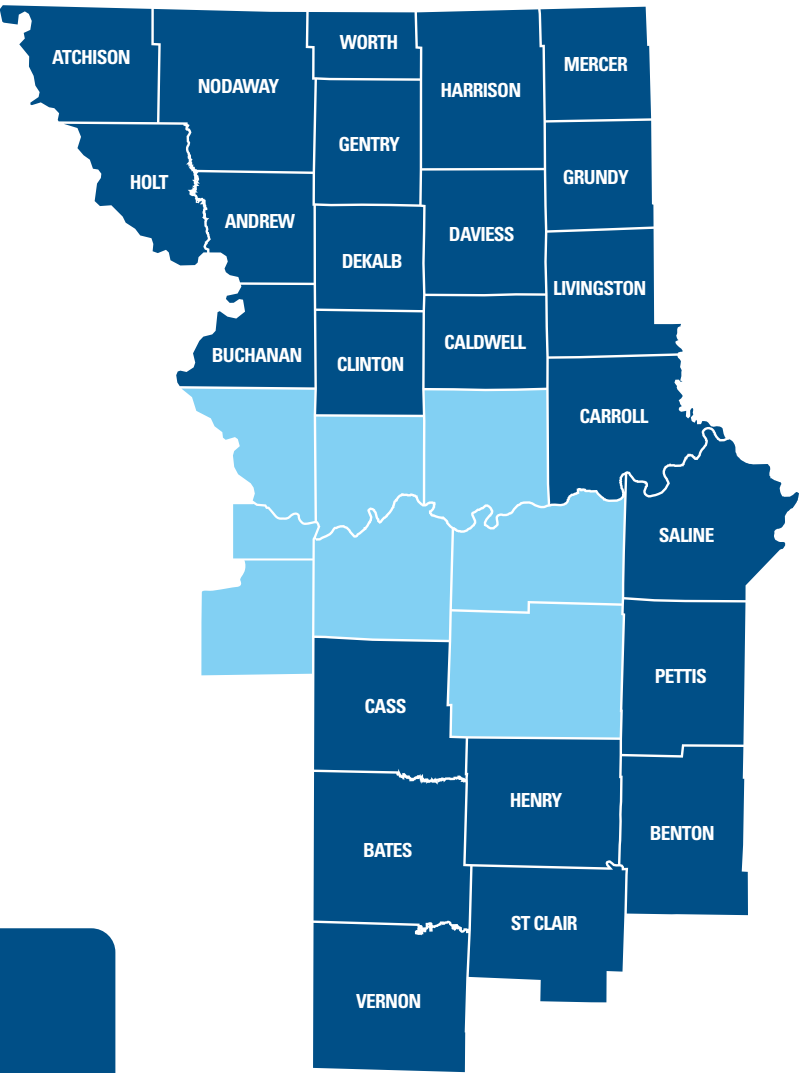 WORTH
ATCHISON
MERCER
NODAWAY
HARRISON
GENTRY
GRUNDY
HOLT
ANDREW
DAVIESS
DEKALB
LIVINGSTON
CALDWELL
BUCHANAN
CLINTON
CARROLL
SALINE
PETTIS
CASS
HENRY
BENTON
BATES
ST CLAIR
VERNON